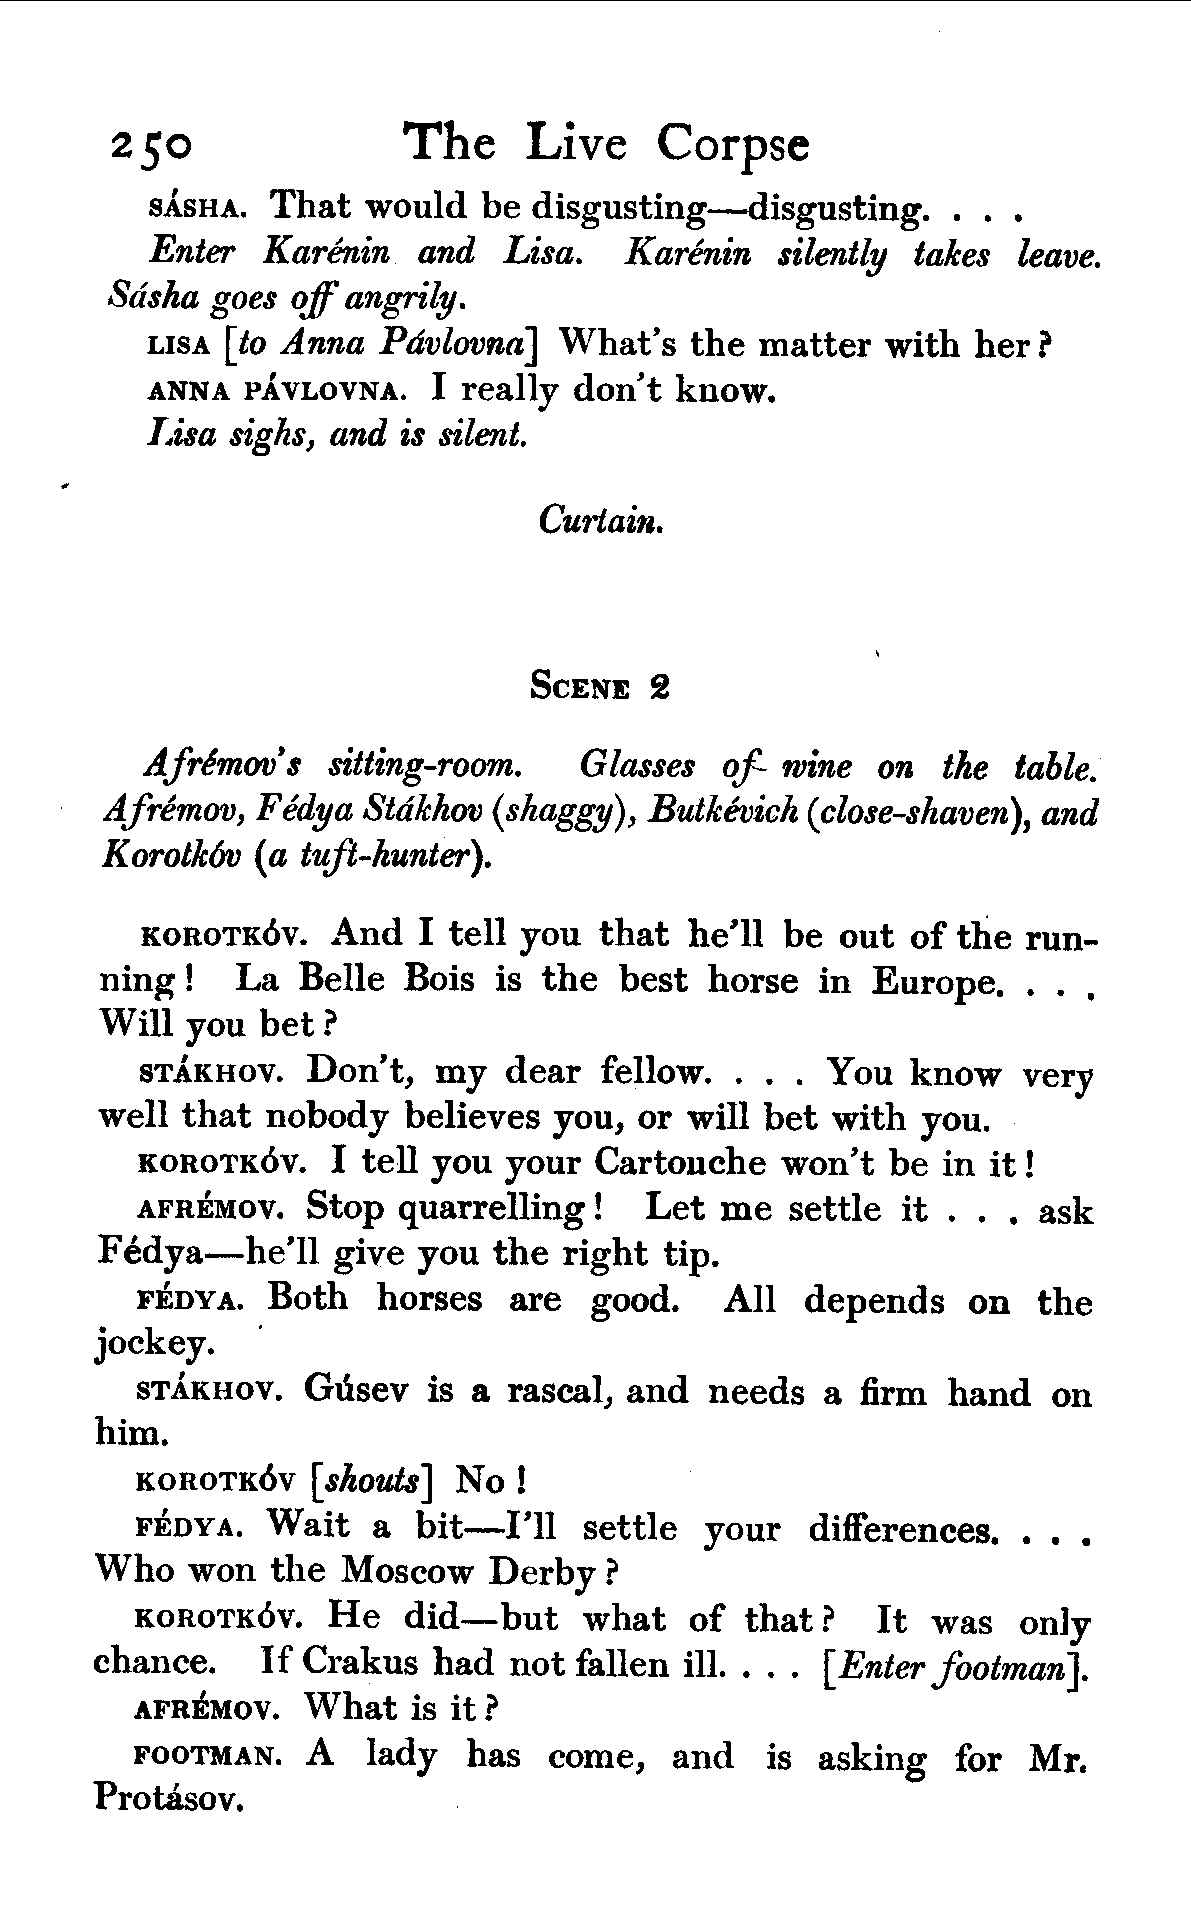 250 The Live Corpse
SÁSHA. That would be disgusting—disgusting. . . .
Enter Karénin and Lisa. Karénin silently takes leave.
Sásha goes off angrily.
LISA [to Anna Pávlovna] What's the matter with her?
ANNA PÁVLOVNA. I really don't know.
Lisa sighs, and is silent.
Curtain.
SCENE 2
Afrémov's sitting-room. Glasses of wine on the table.
Afrémov, Fédya Stákhov (shaggy), Butkévich (close-shaven), and
Korotkóv (a tuft-hunter).
KOROTKÓV. And I tell you that he'll be out of the run-
ning! La Belle Bois is the best horse in Europe. . . .
Will you bet?
STÁKHOV. Don't, my dear fellow. . . . You know very
well that nobody believes you, or will bet with you.
KOROTKÓV. I tell you your Cartouche won't be in it!
AFRÉMOV. Stop quarrelling! Let me settle it . . . ask
Fédya—he'll give you the right tip.
FÉDYA. Both horses are good. All depends on the
jockey.
STÁKHOV. Gúsev is a rascal, and needs a firm hand on
him.
KOROTKÓV [shouts] No!
FÉDYA. Wait a bit—I'll settle your differences. . . .
Who won the Moscow Derby?
KOROTKÓV. He did—but what of that? It was only
chance. If Crakus had not fallen ill. . . . [Enter footman].
AFRÉMOV. What is it?
FOOTMAN. A lady has come, and is asking for Mr.
Protásov.